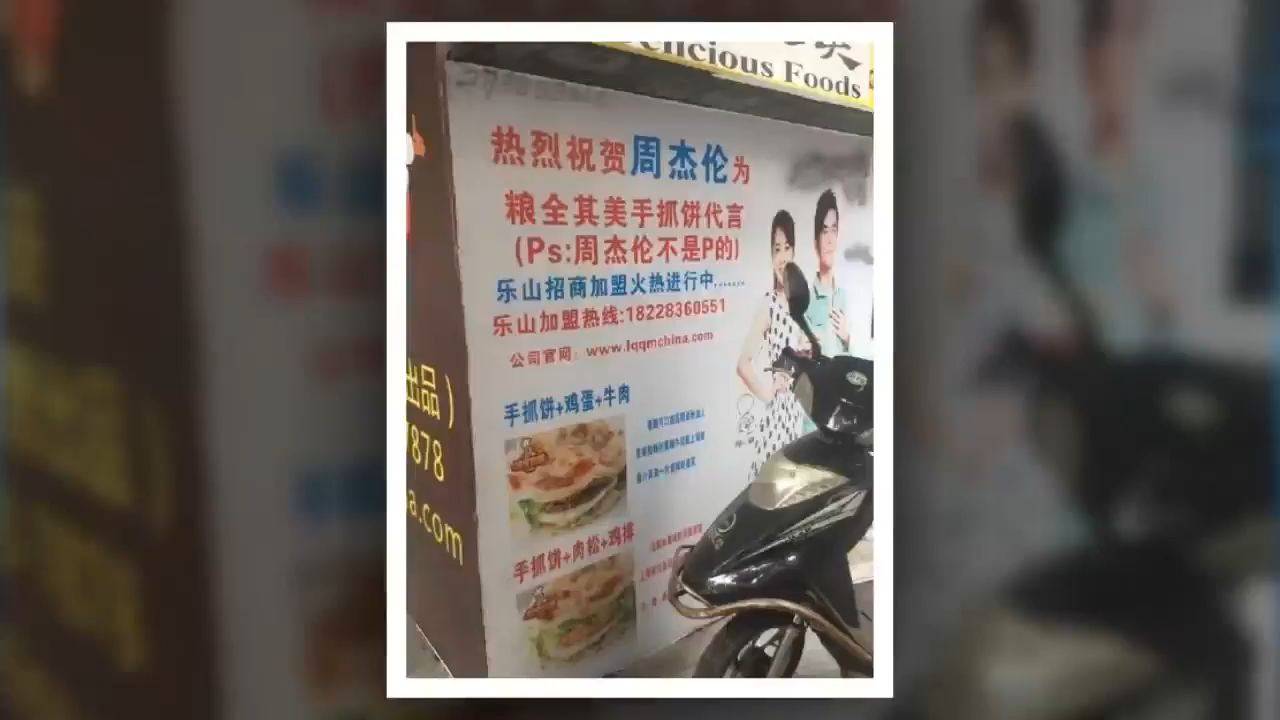 elicious Foods
热烈祝贺周杰伦为
粮全其美手抓饼代言
(Ps:周杰伦不是P的)
乐山招商加盟火热进行中......
乐山加盟热线:18228360551
公司官网：www.lqqmchina.com
手抓饼+鸡蛋+牛肉
手抓饼+肉松+鸡排
出品）
7878
a.com